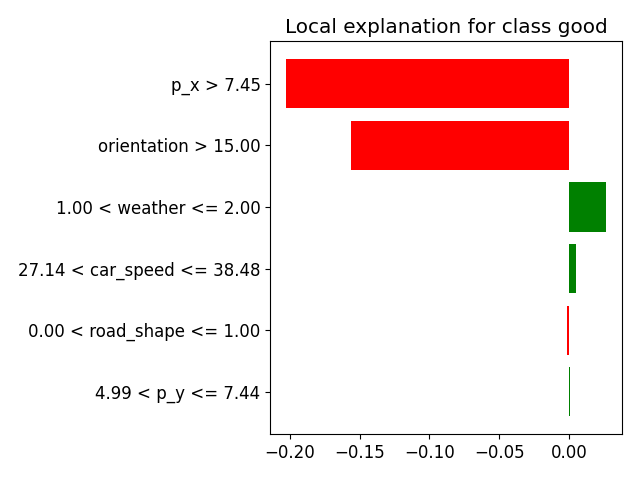 Local explanation for class good
p_x > 7.45
orientation > 15.00
1.00 < weather <= 2.00
27.14 < car_speed <= 38.48
0.00 < road_shape <= 1.00
4.99 < p_y <= 7.44
−0.20 −0.15 −0.10 −0.05 0.00